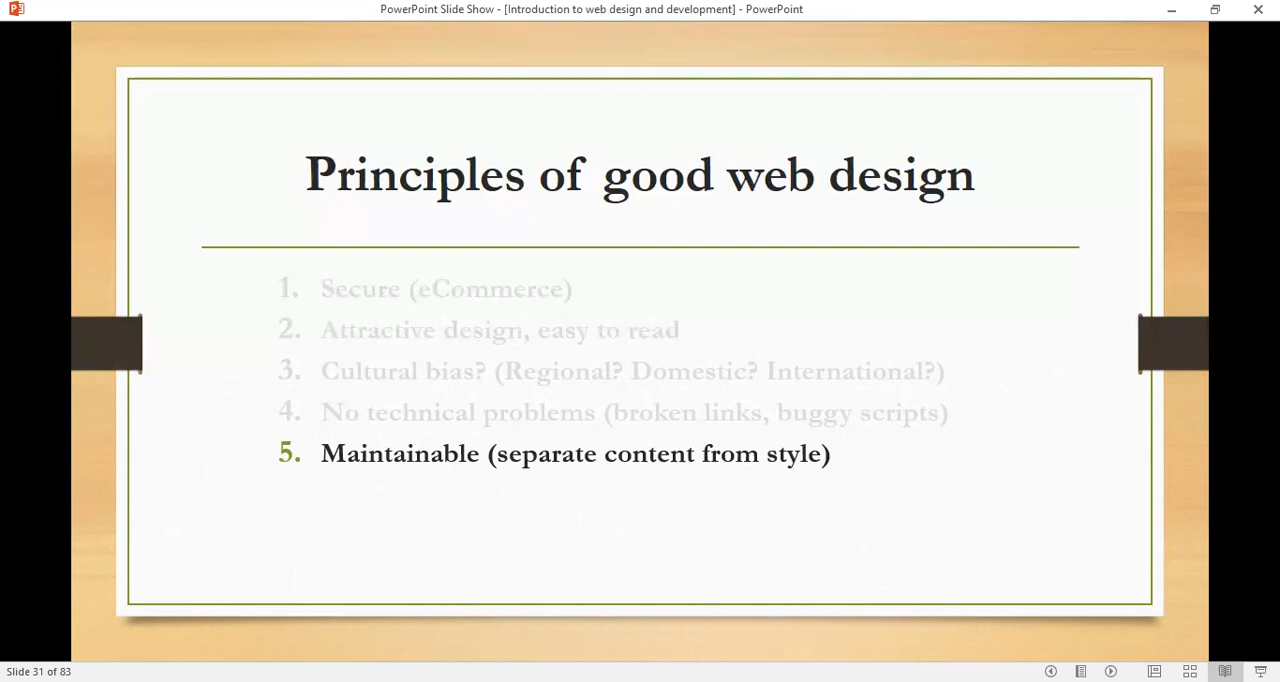 PowerPoint Slide Show - [Introduction to web design and development] - PowerPoint
Principles of good web design
1. Secure (eCommerce)
2. Attractive design, easy to read
3. Cultural bias? (Regional? Domestic? International?)
4. No technical problems (broken links, buggy scripts)
5. Maintainable (separate content from style)
Slide 31 of 83